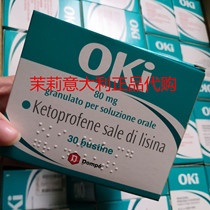 OKi
80 mg
granulato per soluzione orale
茉莉意大利正品代购
Ketoprofene sale di lisina
30 bustine
Dompé